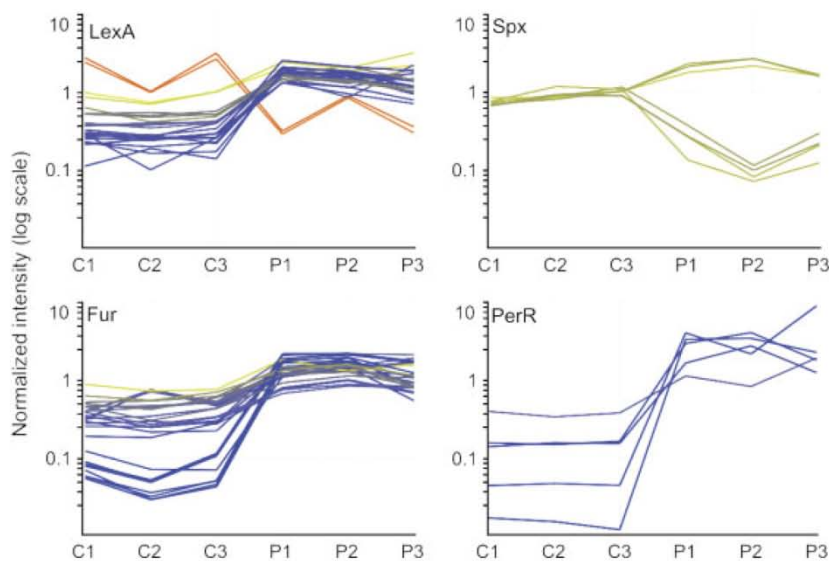 Normalized intensity (log scale)
LexA
10
1
0.1
C1 C2 C3 P1 P2 P3
Spx
10
1
0.1
C1 C2 C3 P1 P2 P3
Fur
10
1
0.1
C1 C2 C3 P1 P2 P3
PerR
10
1
0.1
C1 C2 C3 P1 P2 P3